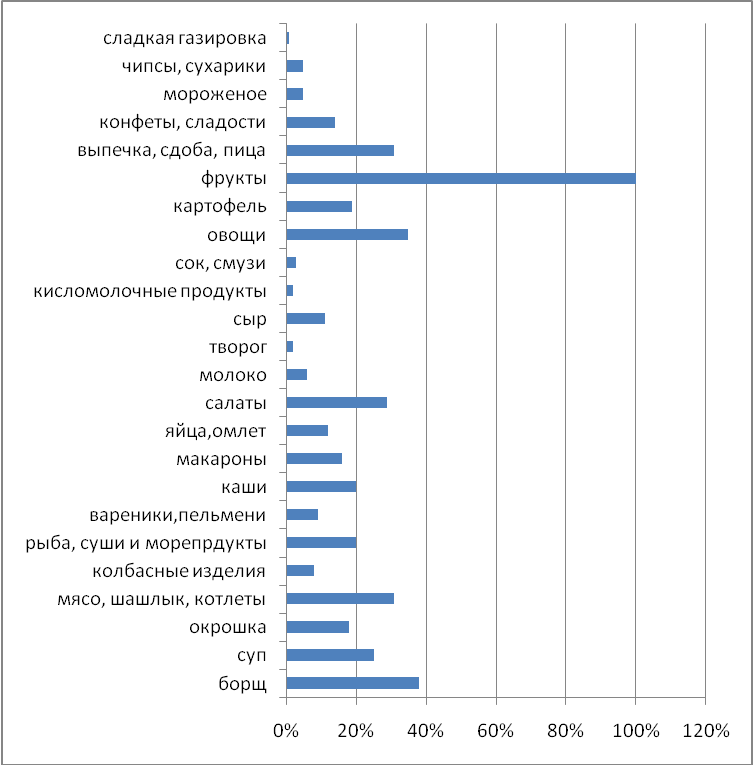 сладкая газировка
чипсы, сухарики
мороженое
конфеты, сладости
выпечка, сдоба, пица
фрукты
картофель
овощи
сок, смузи
кисломолочные продукты
сыр
творог
молоко
салаты
яйца,омлет
макароны
каши
вареники,пельмени
рыба, суши и морепрдукты
колбасные изделия
мясо, шашлык, котлеты
окрошка
суп
борщ
0% 20% 40% 60% 80% 100% 120%